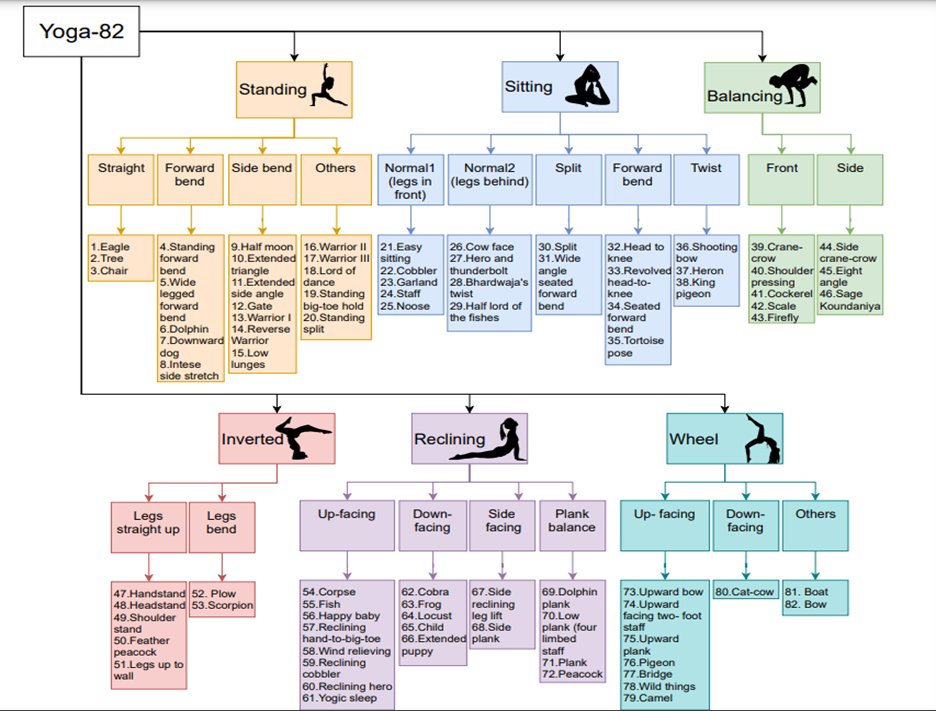 Yoga-82
Standing
Sitting
Balancing
Straight
Forward
bend
Side bend
Others
Normal1
(legs in
front)
Normal2
(legs behind)
Split
Forward
bend
Twist
Front
Side
1.Eagle
2.Tree
3.Chair
4.Standing
forward
bend
5.Wide
legged
forward
bend
6.Dolphin
7.Downward
dog
8.Intese
side stretch
9.Half moon
10.Extended
triangle
11.Extended
side angle
12.Gate
13.Warrior I
14.Reverse
Warrior
15.Low
lunges
16.Warrior II
17.Warrior III
18.Lord of
dance
19.Standing
big-toe hold
20.Standing
split
21.Easy
sitting
22.Cobbler
23.Garland
24.Staff
25.Noose
26.Cow face
27.Hero and
thunderbolt
28.Bhardwaja's
twist
29.Half lord of
the fishes
30.Split
31.Wide
angle
seated
forward
bend
32.Head to
knee
33.Revolved
head-to-
knee
34.Seated
forward
bend
35.Tortoise
pose
36.Shooting
bow
37.Heron
38.King
pigeon
39.Crane-
crow
40.Shoulder
pressing
41.Cockerel
42.Scale
43.Firefly
44.Side
crane-crow
45.Eight
angle
46.Sage
Koundaniya
Inverted
Reclining
Wheel
Legs
straight up
Legs
bend
Up-facing
Down-
facing
Side
facing
Plank
balance
Up- facing
Down-
facing
Others
47.Handstand
48.Headstand
49.Shoulder
stand
50.Feather
peacock
51.Legs up to
wall
52. Plow
53.Scorpion
54.Corpse
55.Fish
56.Happy baby
57.Reclining
hand-to-big-toe
58.Wind relieving
59.Reclining
cobbler
60.Reclining hero
61.Yogic sleep
62.Cobra
63.Frog
64.Locust
65.Child
66.Extended
puppy
67.Side
reclining
leg lift
68.Side
plank
69.Dolphin
plank
70.Low
plank (four
limbed
staff
71.Plank
72.Peacock
73.Upward bow
74.Upward
facing two- foot
staff
75.Upward
plank
76.Pigeon
77.Bridge
78.Wild things
79.Camel
80.Cat-cow
81. Boat
82. Bow